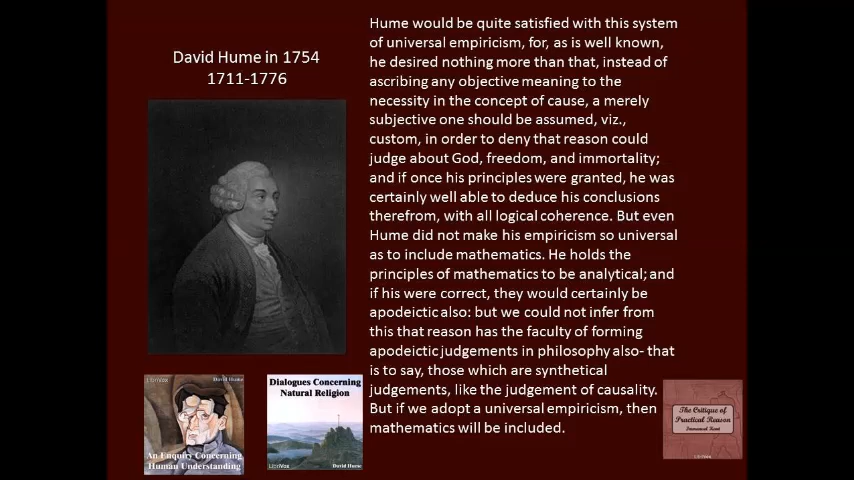 David Hume in 1754
1711-1776
Hume would be quite satisfied with this system
of universal empiricism, for, as is well known,
he desired nothing more than that, instead of
ascribing any objective meaning to the
necessity in the concept of cause, a merely
subjective one should be assumed, viz.,
custom, in order to deny that reason could
judge about God, freedom, and immortality;
and if once his principles were granted, he was
certainly well able to deduce his conclusions
therefrom, with all logical coherence. But even
Hume did not make his empiricism so universal
as to include mathematics. He holds the
principles of mathematics to be analytical; and
if his were correct, they would certainly be
apodeictic also: but we could not infer from
this that reason has the faculty of forming
apodeictic judgements in philosophy also- that
is to say, those which are synthetical
judgements, like the judgement of causality.
But if we adopt a universal empiricism, then
mathematics will be included.
LibriVox
David Hume
An Enquiry Concerning
Human Understanding
Dialogues Concerning
Natural Religion
LibriVox
David Hume
The Critique of
Practical Reason
Immanuel Kant
LibriVox